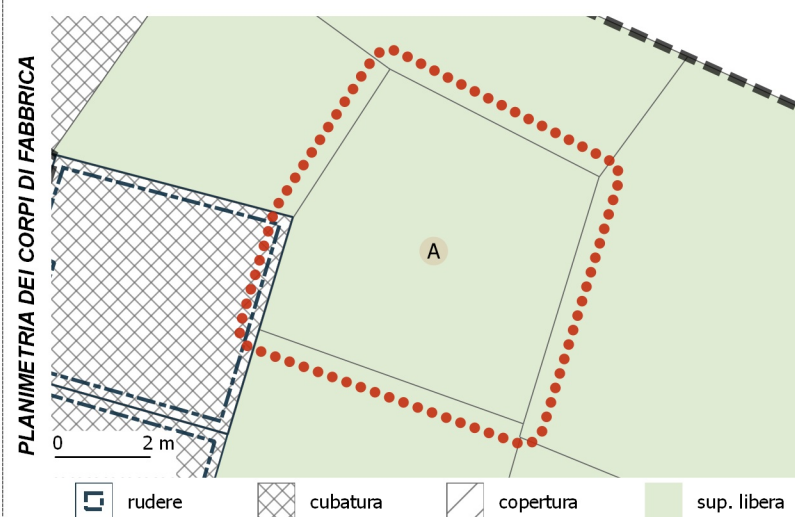 PLANIMETRIA DEI CORPI DI FABBRICA
A
0 2 m
rudere cubatura copertura sup. libera